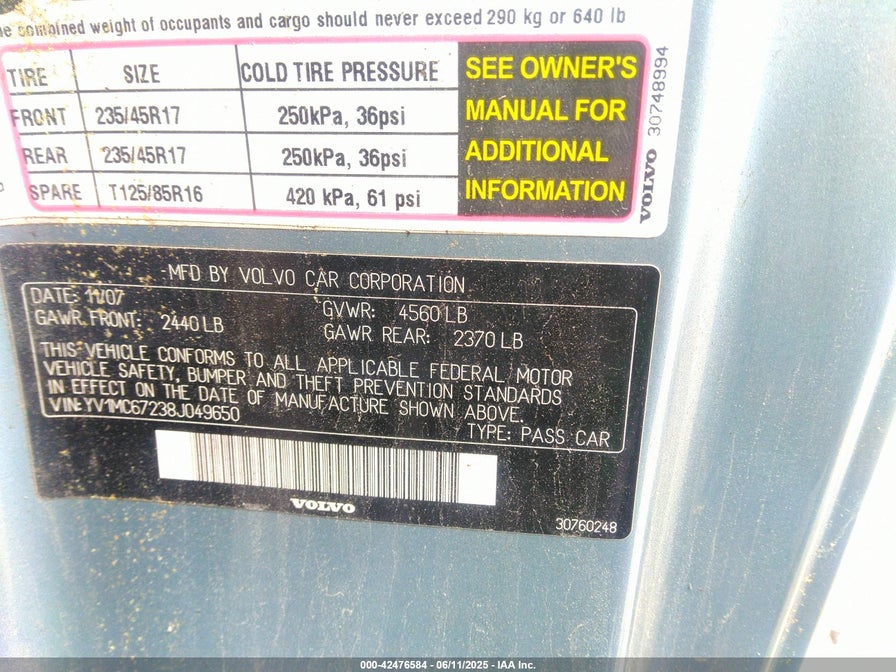 combined weight of occupants and cargo should never exceed 290 kg or 640 lb
TIRE SIZE COLD TIRE PRESSURE
FRONT 235/45R17 250kPa, 36psi
REAR 235/45R17 250kPa, 36psi
SPARE T125/85R16 420 kPa, 61 psi
SEE OWNER'S
MANUAL FOR
ADDITIONAL
INFORMATION
VOLVO 30748994
MFD BY VOLVO CAR CORPORATION
DATE: 11/07 GVWR: 4560 LB
GAWR FRONT: 2440 LB GAWR REAR: 2370 LB
THIS VEHICLE CONFORMS TO ALL APPLICABLE FEDERAL MOTOR
VEHICLE SAFETY, BUMPER AND THEFT PREVENTION STANDARDS
IN EFFECT ON THE DATE OF MANUFACTURE SHOWN ABOVE.
VIN: YV1MC67238J049650
TYPE: PASS CAR
VOLVO
30760248
000-42476584 - 06/11/2025 - IAA Inc.